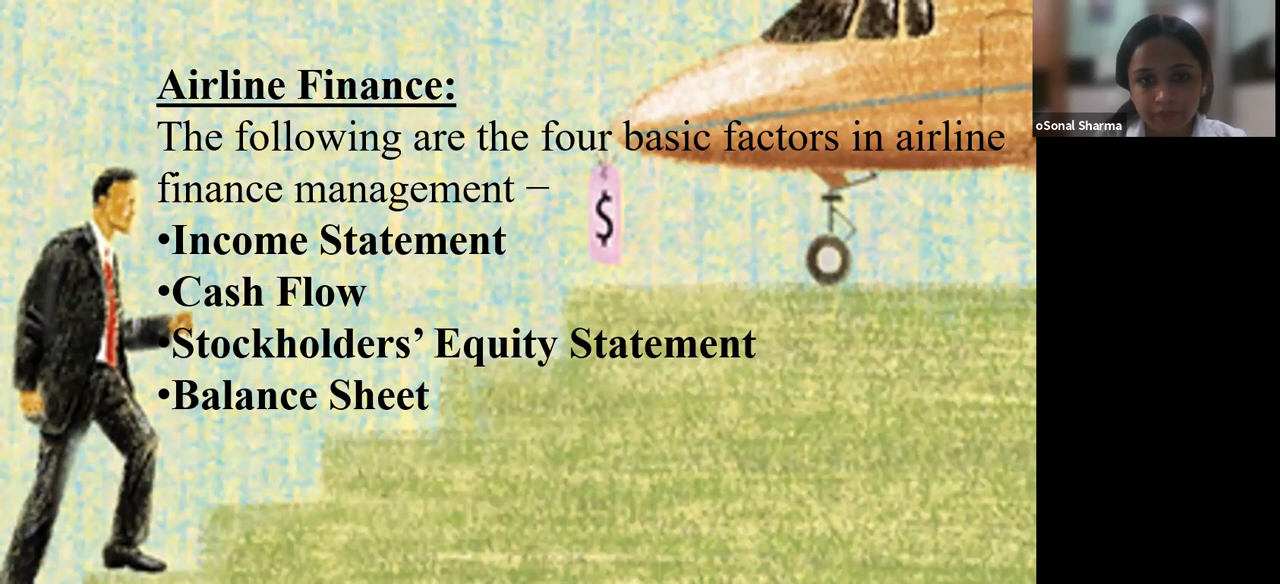 Airline Finance:
The following are the four basic factors in airline
finance management –
•Income Statement
•Cash Flow
•Stockholders’ Equity Statement
•Balance Sheet
$
oSonal Sharma